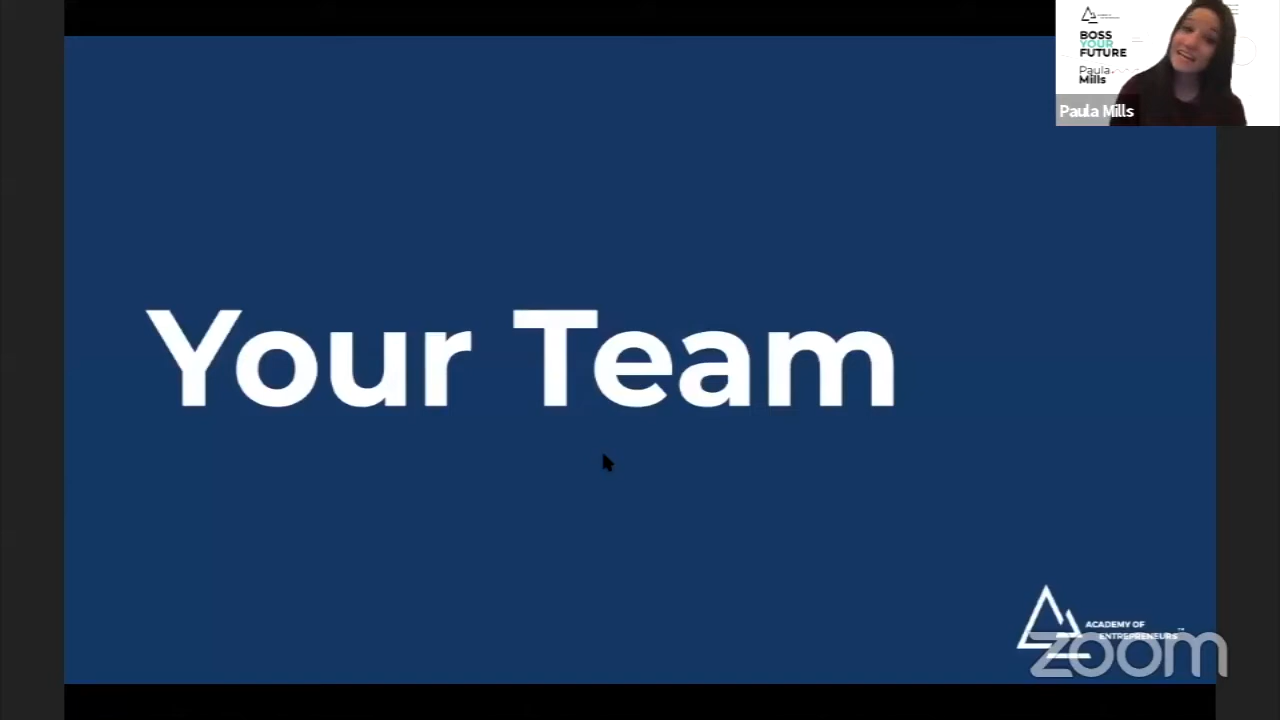 BOSS
YOUR
FUTURE
Paula
Mills
Paula Mills
Your Team
ACADEMY OF
ENTREPRENEURS
zoom